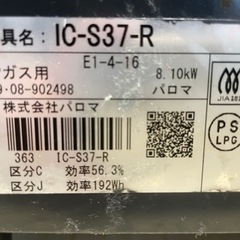 具名：IC-S37-R
ガス用 E1-4-16 8.10kW
9-08-902498 パロマ
株式会社パロマ
363 IC-S37-R
区分C 効率56.3%
区分J 効率192Wh
PS
LPG